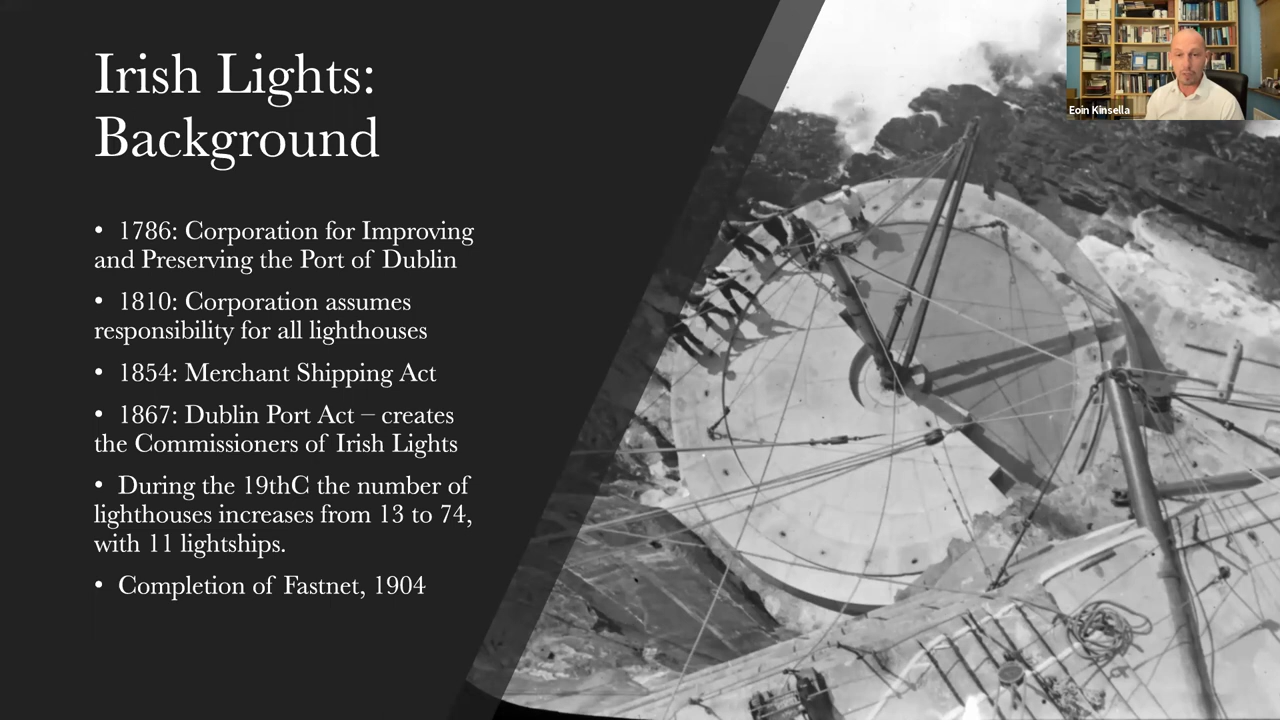 Irish Lights:
Background
Eoin Kinsella
• 1786: Corporation for Improving
and Preserving the Port of Dublin
• 1810: Corporation assumes
responsibility for all lighthouses
• 1854: Merchant Shipping Act
• 1867: Dublin Port Act – creates
the Commissioners of Irish Lights
• During the 19thC the number of
lighthouses increases from 13 to 74,
with 11 lightships.
• Completion of Fastnet, 1904